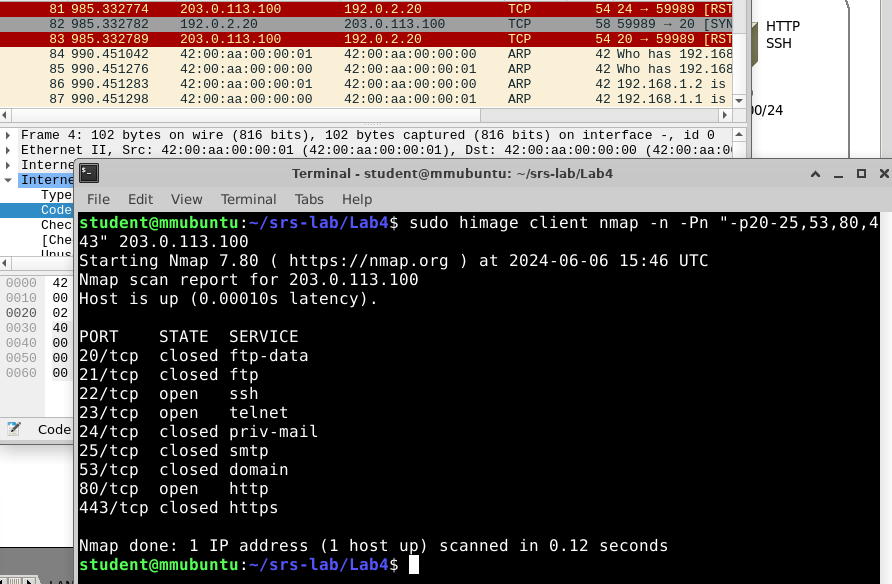 81 985.332774 203.0.113.100 192.0.2.20 TCP 54 24 → 59989 [RST
82 985.332782 192.0.2.20 203.0.113.100 TCP 58 59989 → 20 [SYN
83 985.332789 203.0.113.100 192.0.2.20 TCP 54 20 → 59989 [RST
84 990.451042 42:00:aa:00:00:01 42:00:aa:00:00:00 ARP 42 Who has 192.168
85 990.451276 42:00:aa:00:00:00 42:00:aa:00:00:01 ARP 42 Who has 192.168
86 990.451283 42:00:aa:00:00:01 42:00:aa:00:00:00 ARP 42 192.168.1.2 is
87 990.451298 42:00:aa:00:00:00 42:00:aa:00:00:01 ARP 42 192.168.1.1 is
HTTP
SSH
00/24
Frame 4: 102 bytes on wire (816 bits), 102 bytes captured (816 bits) on interface -, id 0
Ethernet II, Src: 42:00:aa:00:00:01 (42:00:aa:00:00:01), Dst: 42:00:aa:00:00:00 (42:00:aa:00
Interne
Interne
Type
Code
Chec
[Che
Unus
0000 42
0010 00
0020 02
0030 40
0040 00
0050 00
0060 00
Code
Terminal - student@mmubuntu: ~/srs-lab/Lab4
File Edit View Terminal Tabs Help
student@mmubuntu:~/srs-lab/Lab4$ sudo himage client nmap -n -Pn "-p20-25,53,80,4
43" 203.0.113.100
Starting Nmap 7.80 ( https://nmap.org ) at 2024-06-06 15:46 UTC
Nmap scan report for 203.0.113.100
Host is up (0.00010s latency).
PORT STATE SERVICE
20/tcp closed ftp-data
21/tcp closed ftp
22/tcp open ssh
23/tcp open telnet
24/tcp closed priv-mail
25/tcp closed smtp
53/tcp closed domain
80/tcp open http
443/tcp closed https
Nmap done: 1 IP address (1 host up) scanned in 0.12 seconds
student@mmubuntu:~/srs-lab/Lab4$